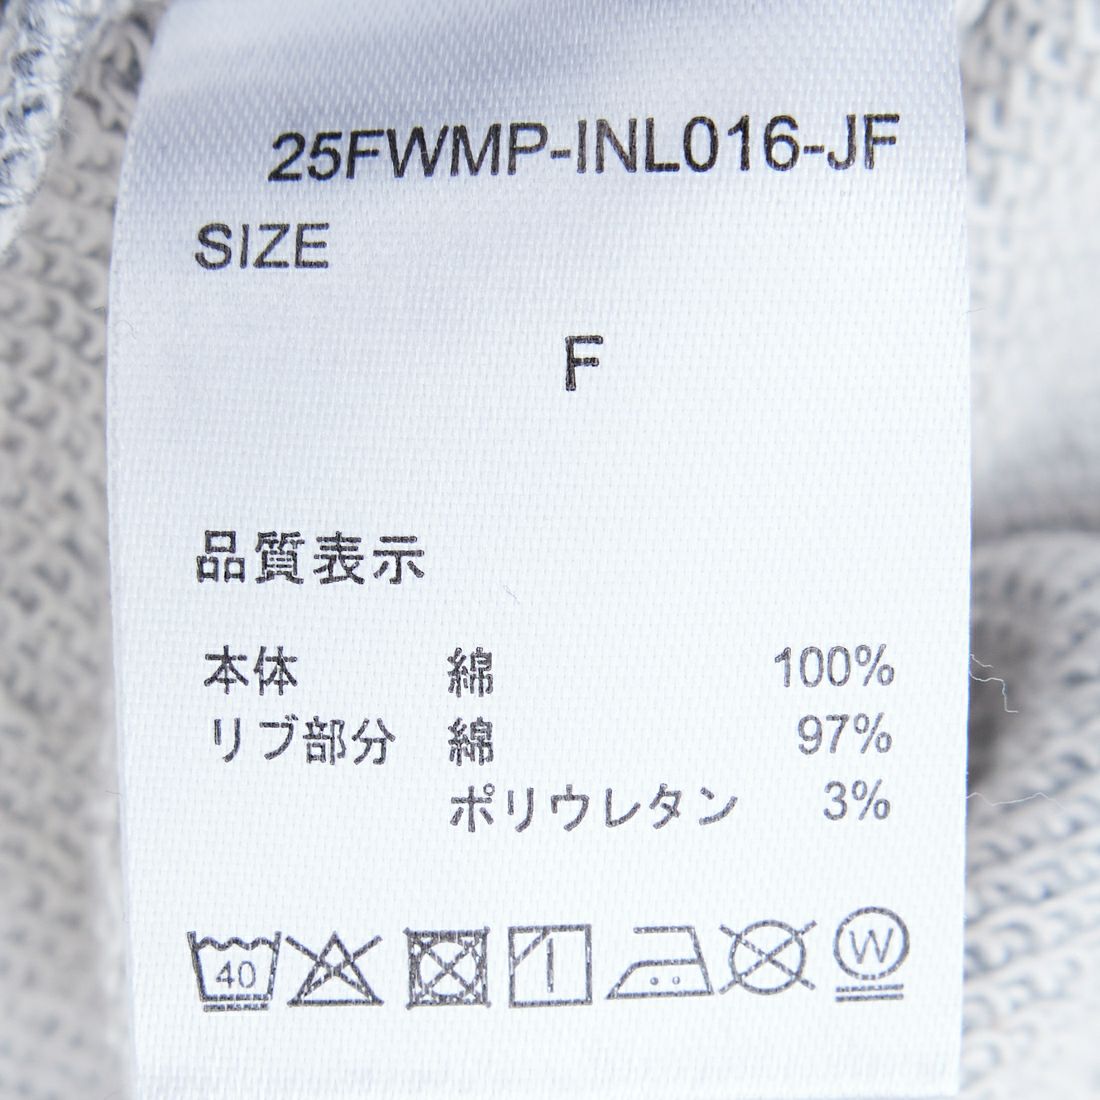 25FWMP-INL016-JF
SIZE
F
品質表示
本体 綿 100%
リブ部分 綿 97%
ポリウレタン 3%
40 W